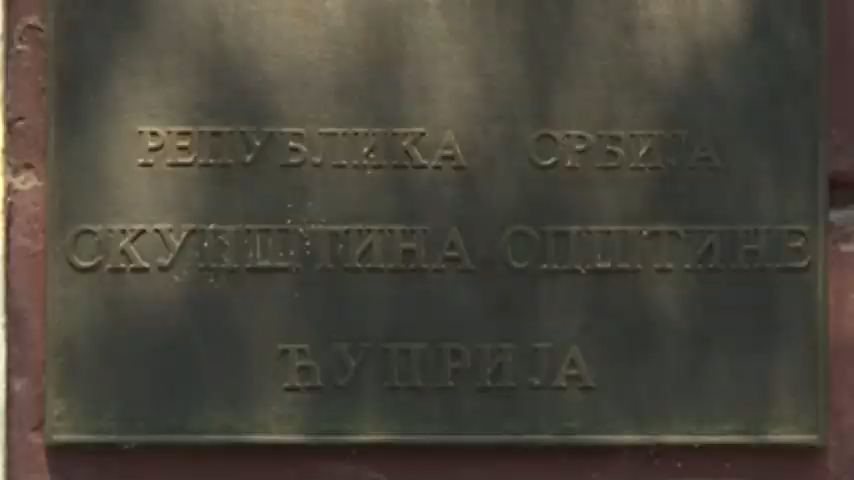 РЕПУБЛИКА СРБИЈА
СКУПШТИНА ОПШТИНЕ
ЋУПРИЈА